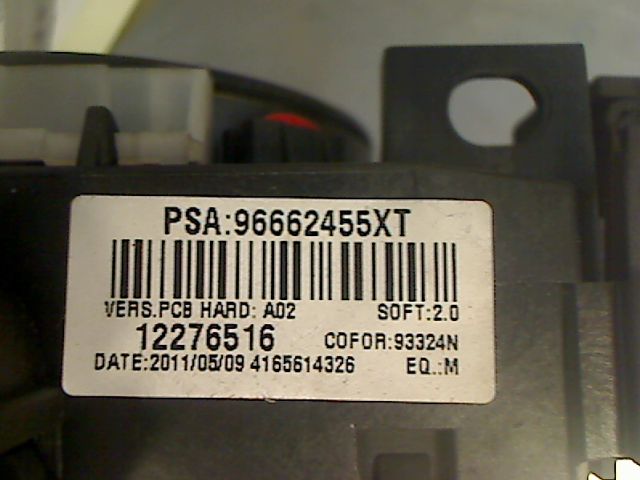 PSA:96662455XT
VERS.PCB HARD: A02 SOFT:2.0
12276516 COFOR:93324N
DATE:2011/05/09 4165614326 EQ.:M